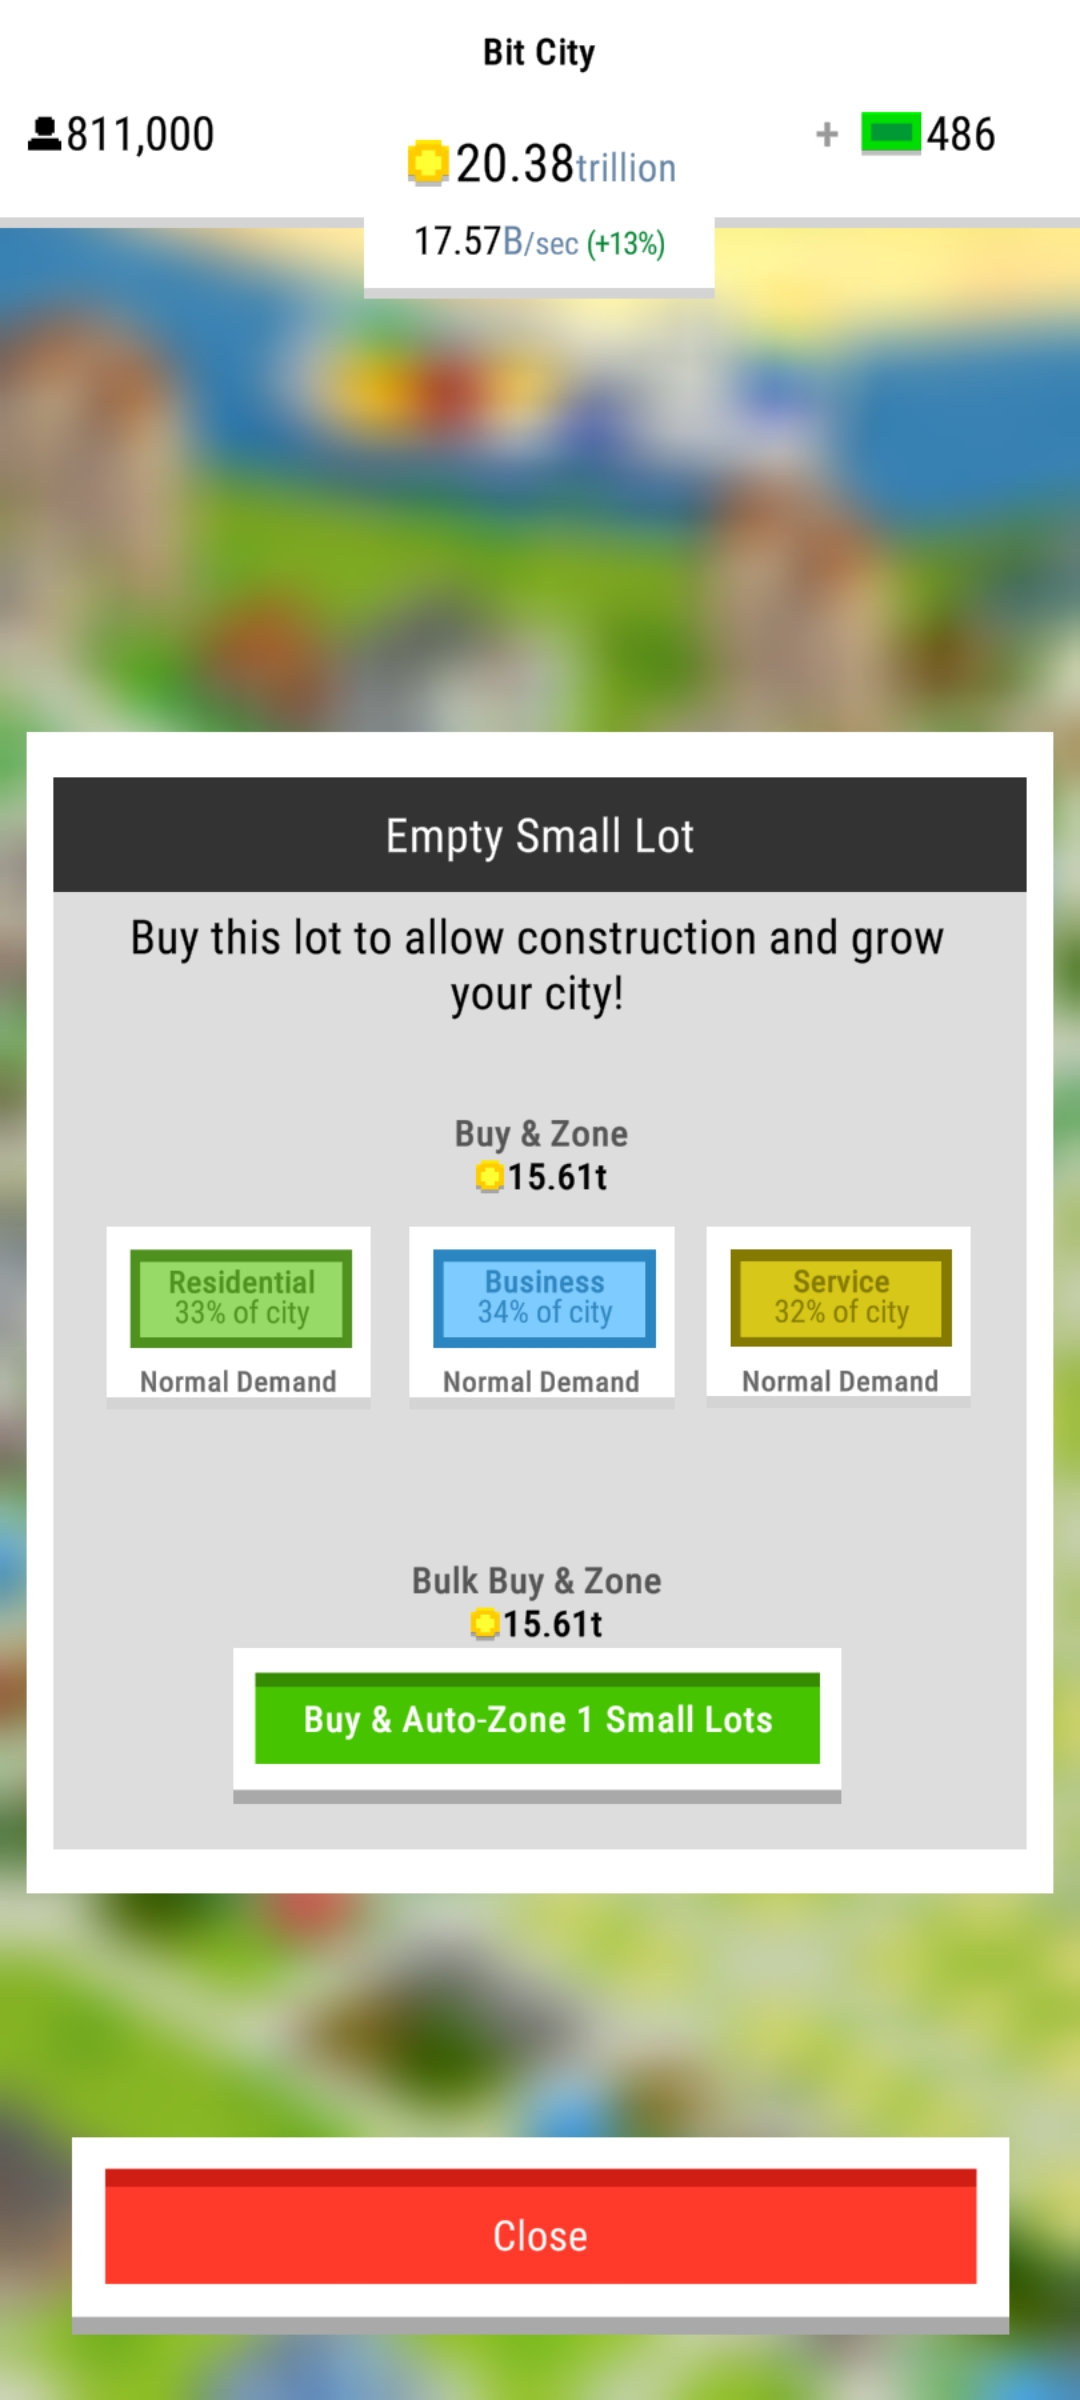 Bit City
811,000
20.38trillion
+ 486
17.57B/sec (+13%)
Empty Small Lot
Buy this lot to allow construction and grow
your city!
Buy & Zone
15.61t
Residential
33% of city
Normal Demand
Business
34% of city
Normal Demand
Service
32% of city
Normal Demand
Bulk Buy & Zone
15.61t
Buy & Auto-Zone 1 Small Lots
Close